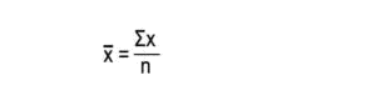 x̄ = Σx / n